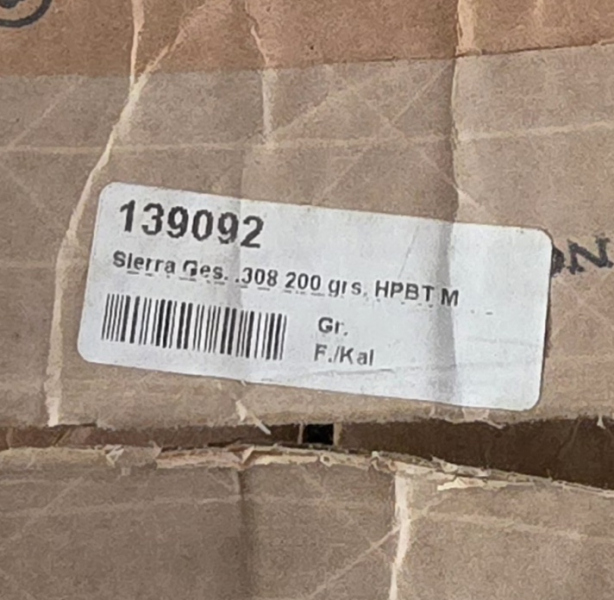 139092
Sierra Ges. .308 200 grs. HPBT M
Gr.
F./Kal